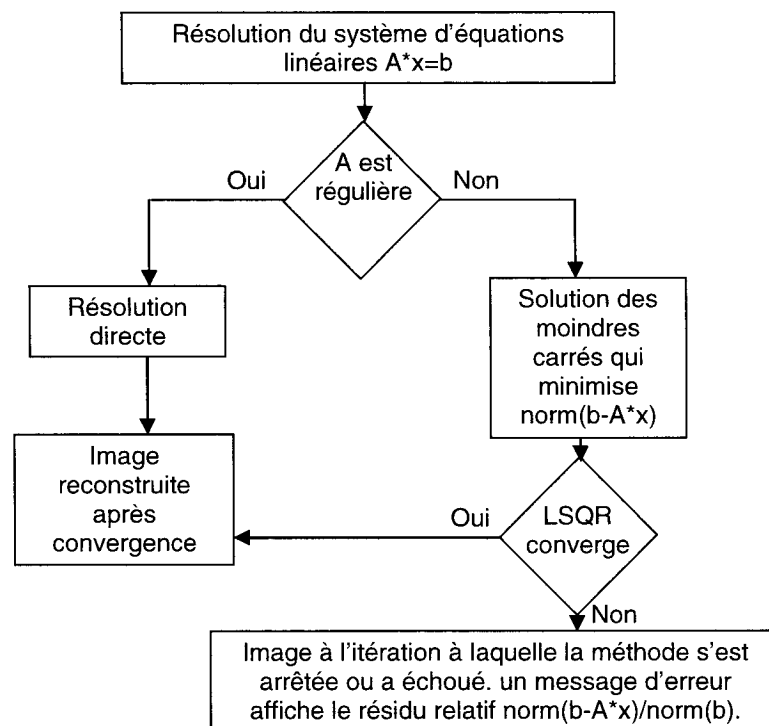 Résolution du système d'équations
linéaires A*x=b
A est
régulière
Oui
Non
Résolution
directe
Solution des
moindres
carrés qui
minimise
norm(b-A*x)
Image
reconstruite
après
convergence
Oui
LSQR
converge
Non
Image à l'itération à laquelle la méthode s'est
arrêtée ou a échoué. un message d'erreur
affiche le résidu relatif norm(b-A*x)/norm(b).